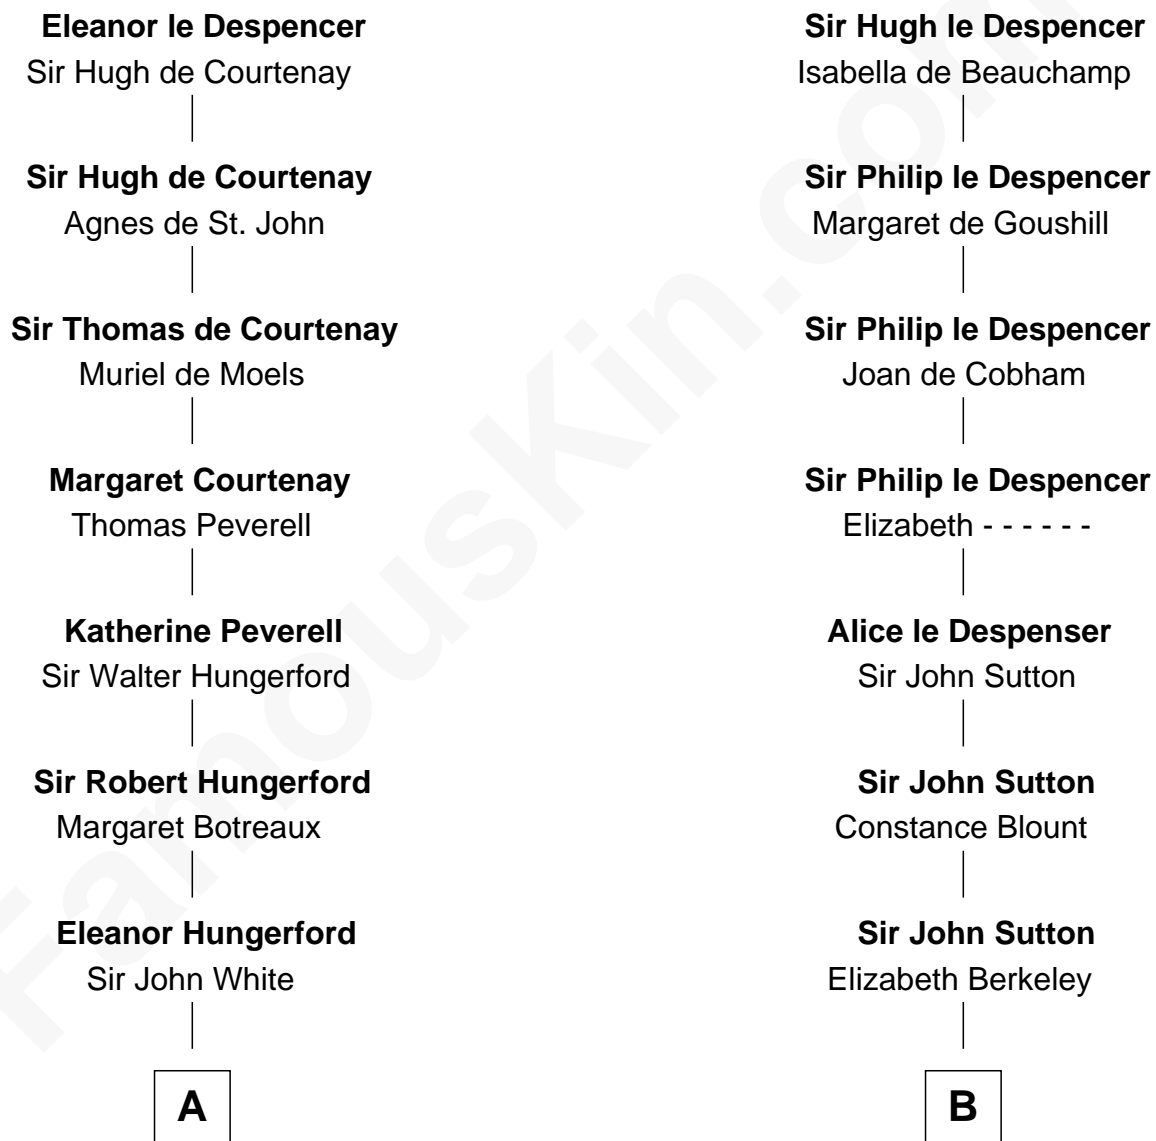 Eleanor le Despencer
Sir Hugh de Courtenay
Sir Hugh de Courtenay
Agnes de St. John
Sir Thomas de Courtenay
Muriel de Moels
Margaret Courtenay
Thomas Peverell
Katherine Peverell
Sir Walter Hungerford
Sir Robert Hungerford
Margaret Botreaux
Eleanor Hungerford
Sir John White
A
Sir Hugh le Despencer
Isabella de Beauchamp
Sir Philip le Despencer
Margaret de Goushill
Sir Philip le Despencer
Joan de Cobham
Sir Philip le Despencer
Elizabeth - - - - - -
Alice le Despenser
Sir John Sutton
Sir John Sutton
Constance Blount
Sir John Sutton
Elizabeth Berkeley
B
FamousKin.com